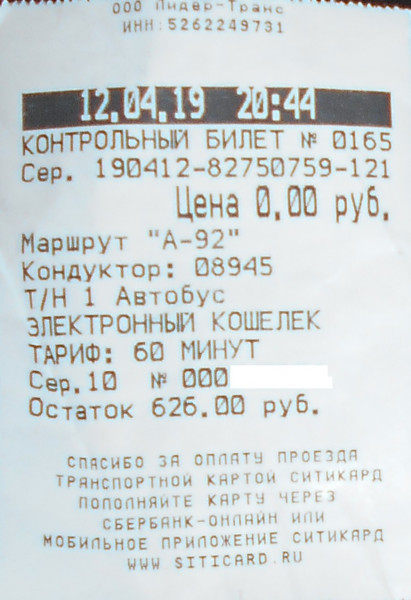 ООО Лидер-Транс
ИНН:5262249731
12.04.19 20:44
КОНТРОЛЬНЫЙ БИЛЕТ № 0165
Сер. 190412-82750759-121
Цена 0.00 руб.
Маршрут "А-92"
Кондуктор: 08945
Т/Н 1 Автобус
ЭЛЕКТРОННЫЙ КОШЕЛЕК
ТАРИФ: 60 МИНУТ
Сер.10 № 000
Остаток 626.00 руб.
СПАСИБО ЗА ОПЛАТУ ПРОЕЗДА
ТРАНСПОРТНОЙ КАРТОЙ СИТИКАРД
ПОПОЛНЯЙТЕ КАРТУ ЧЕРЕЗ
СБЕРБАНК-ОНЛАЙН ИЛИ
МОБИЛЬНОЕ ПРИЛОЖЕНИЕ СИТИКАРД
WWW SITICARD.RU